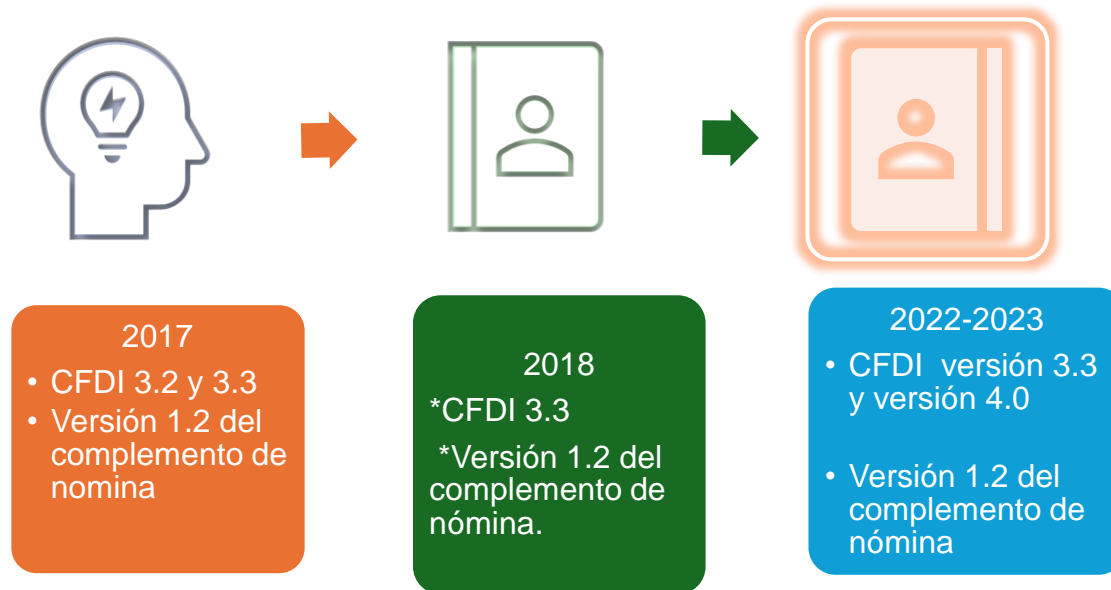 2017
• CFDI 3.2 y 3.3
• Versión 1.2 del
complemento de
nomina
2018
*CFDI 3.3
*Versión 1.2 del
complemento de
nómina.
2022-2023
• CFDI versión 3.3
y versión 4.0
• Versión 1.2 del
complemento de
nómina